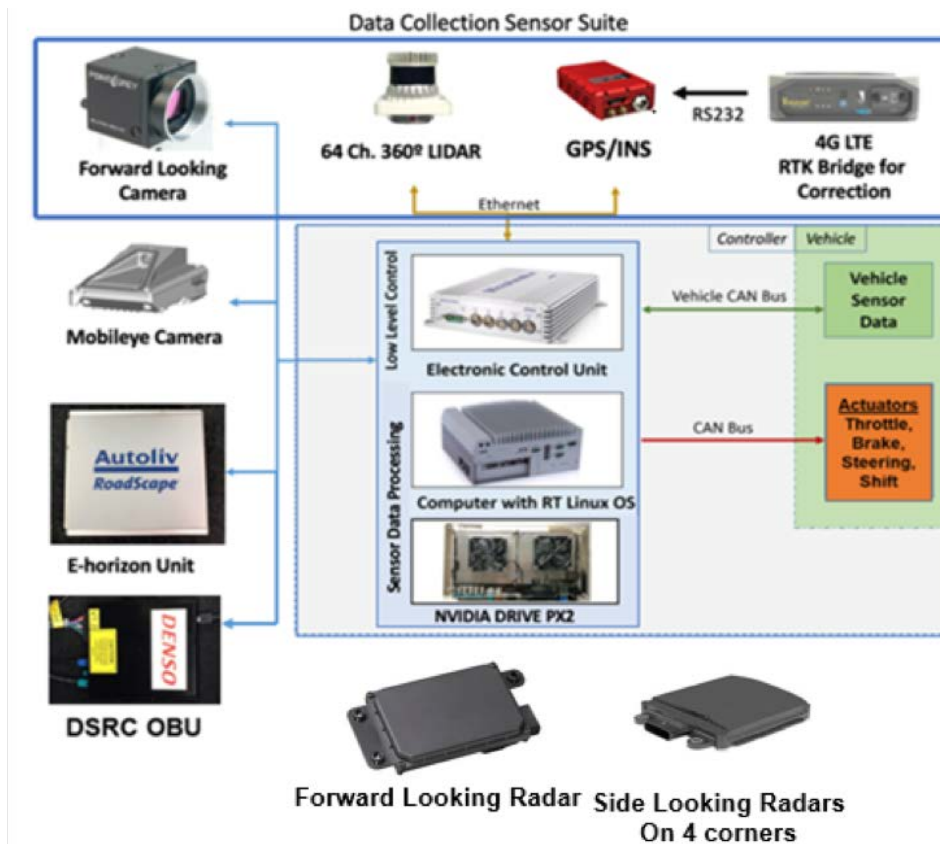 Data Collection Sensor Suite
Forward Looking
Camera
64 Ch. 360º LIDAR
GPS/INS
RS232
4G LTE
RTK Bridge for
Correction
Ethernet
Controller
Vehicle
Mobileye Camera
Low Level Control
Electronic Control Unit
Vehicle CAN Bus
Vehicle
Sensor
Data
Autoliv
RoadScape
E-horizon Unit
Sensor Data Processing
Computer with RT Linux OS
CAN Bus
Actuators
Throttle,
Brake,
Steering,
Shift
NVIDIA DRIVE PX2
DENSO
DSRC OBU
Forward Looking Radar
Side Looking Radars
On 4 corners